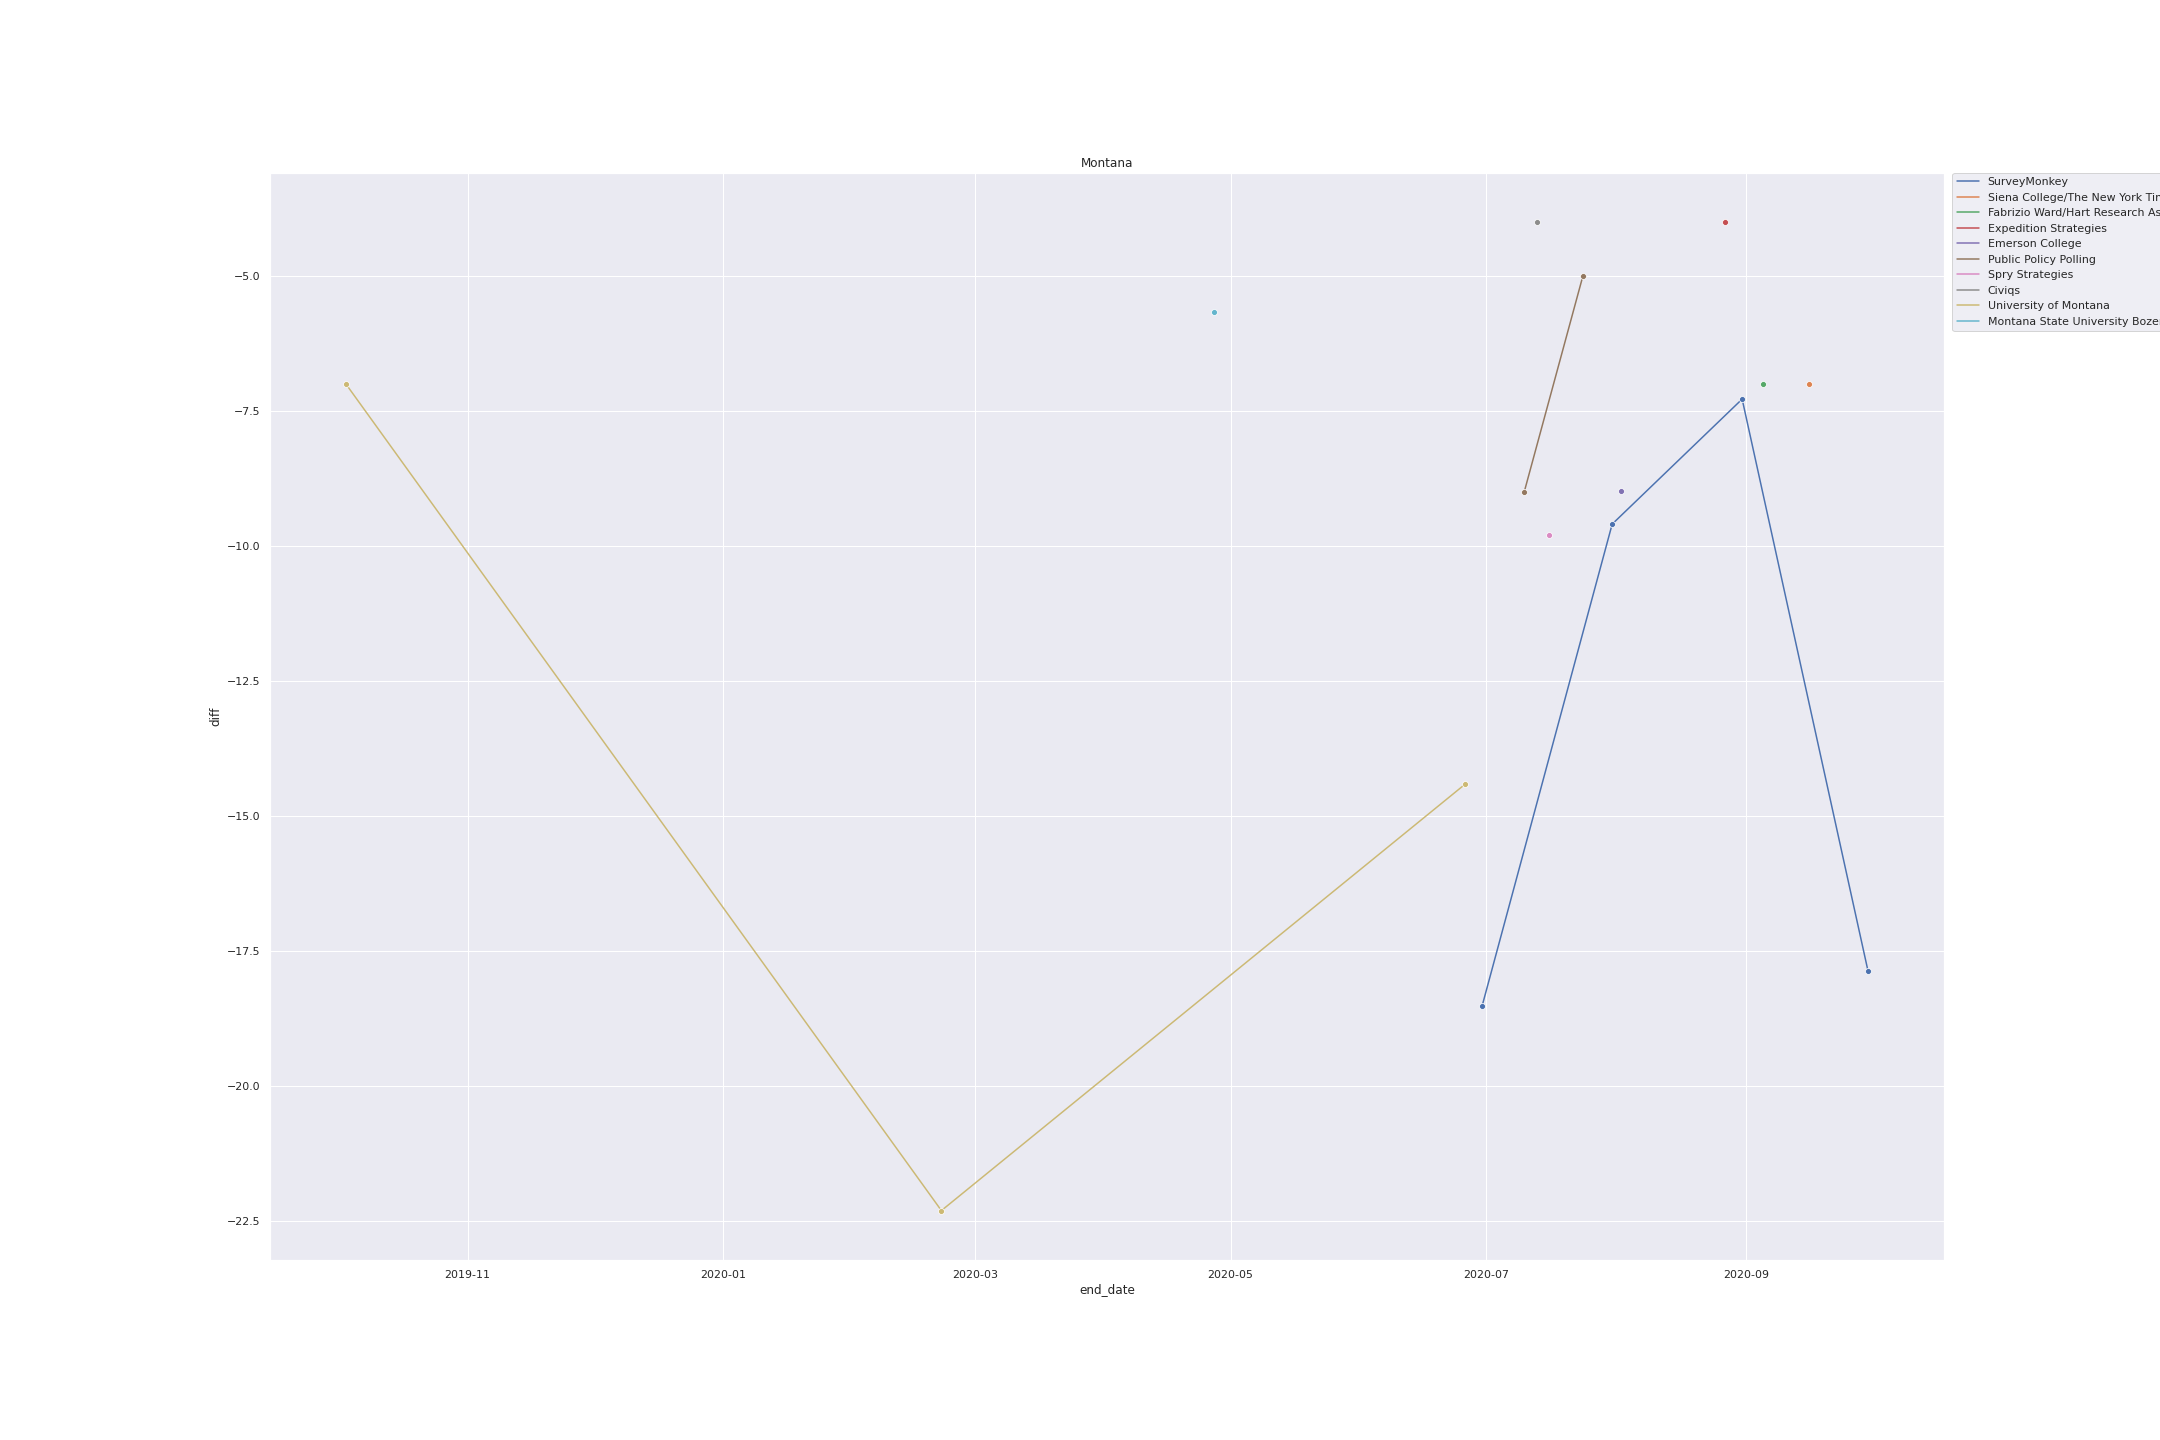 Montana
SurveyMonkey
Siena College/The New York Tim
Fabrizio Ward/Hart Research As
Expedition Strategies
Emerson College
Public Policy Polling
Spry Strategies
Civiqs
University of Montana
Montana State University Boze
−5.0
−7.5
−10.0
−12.5
−15.0
−17.5
−20.0
−22.5
diff
2019-11 2020-01 2020-03 2020-05 2020-07 2020-09
end_date